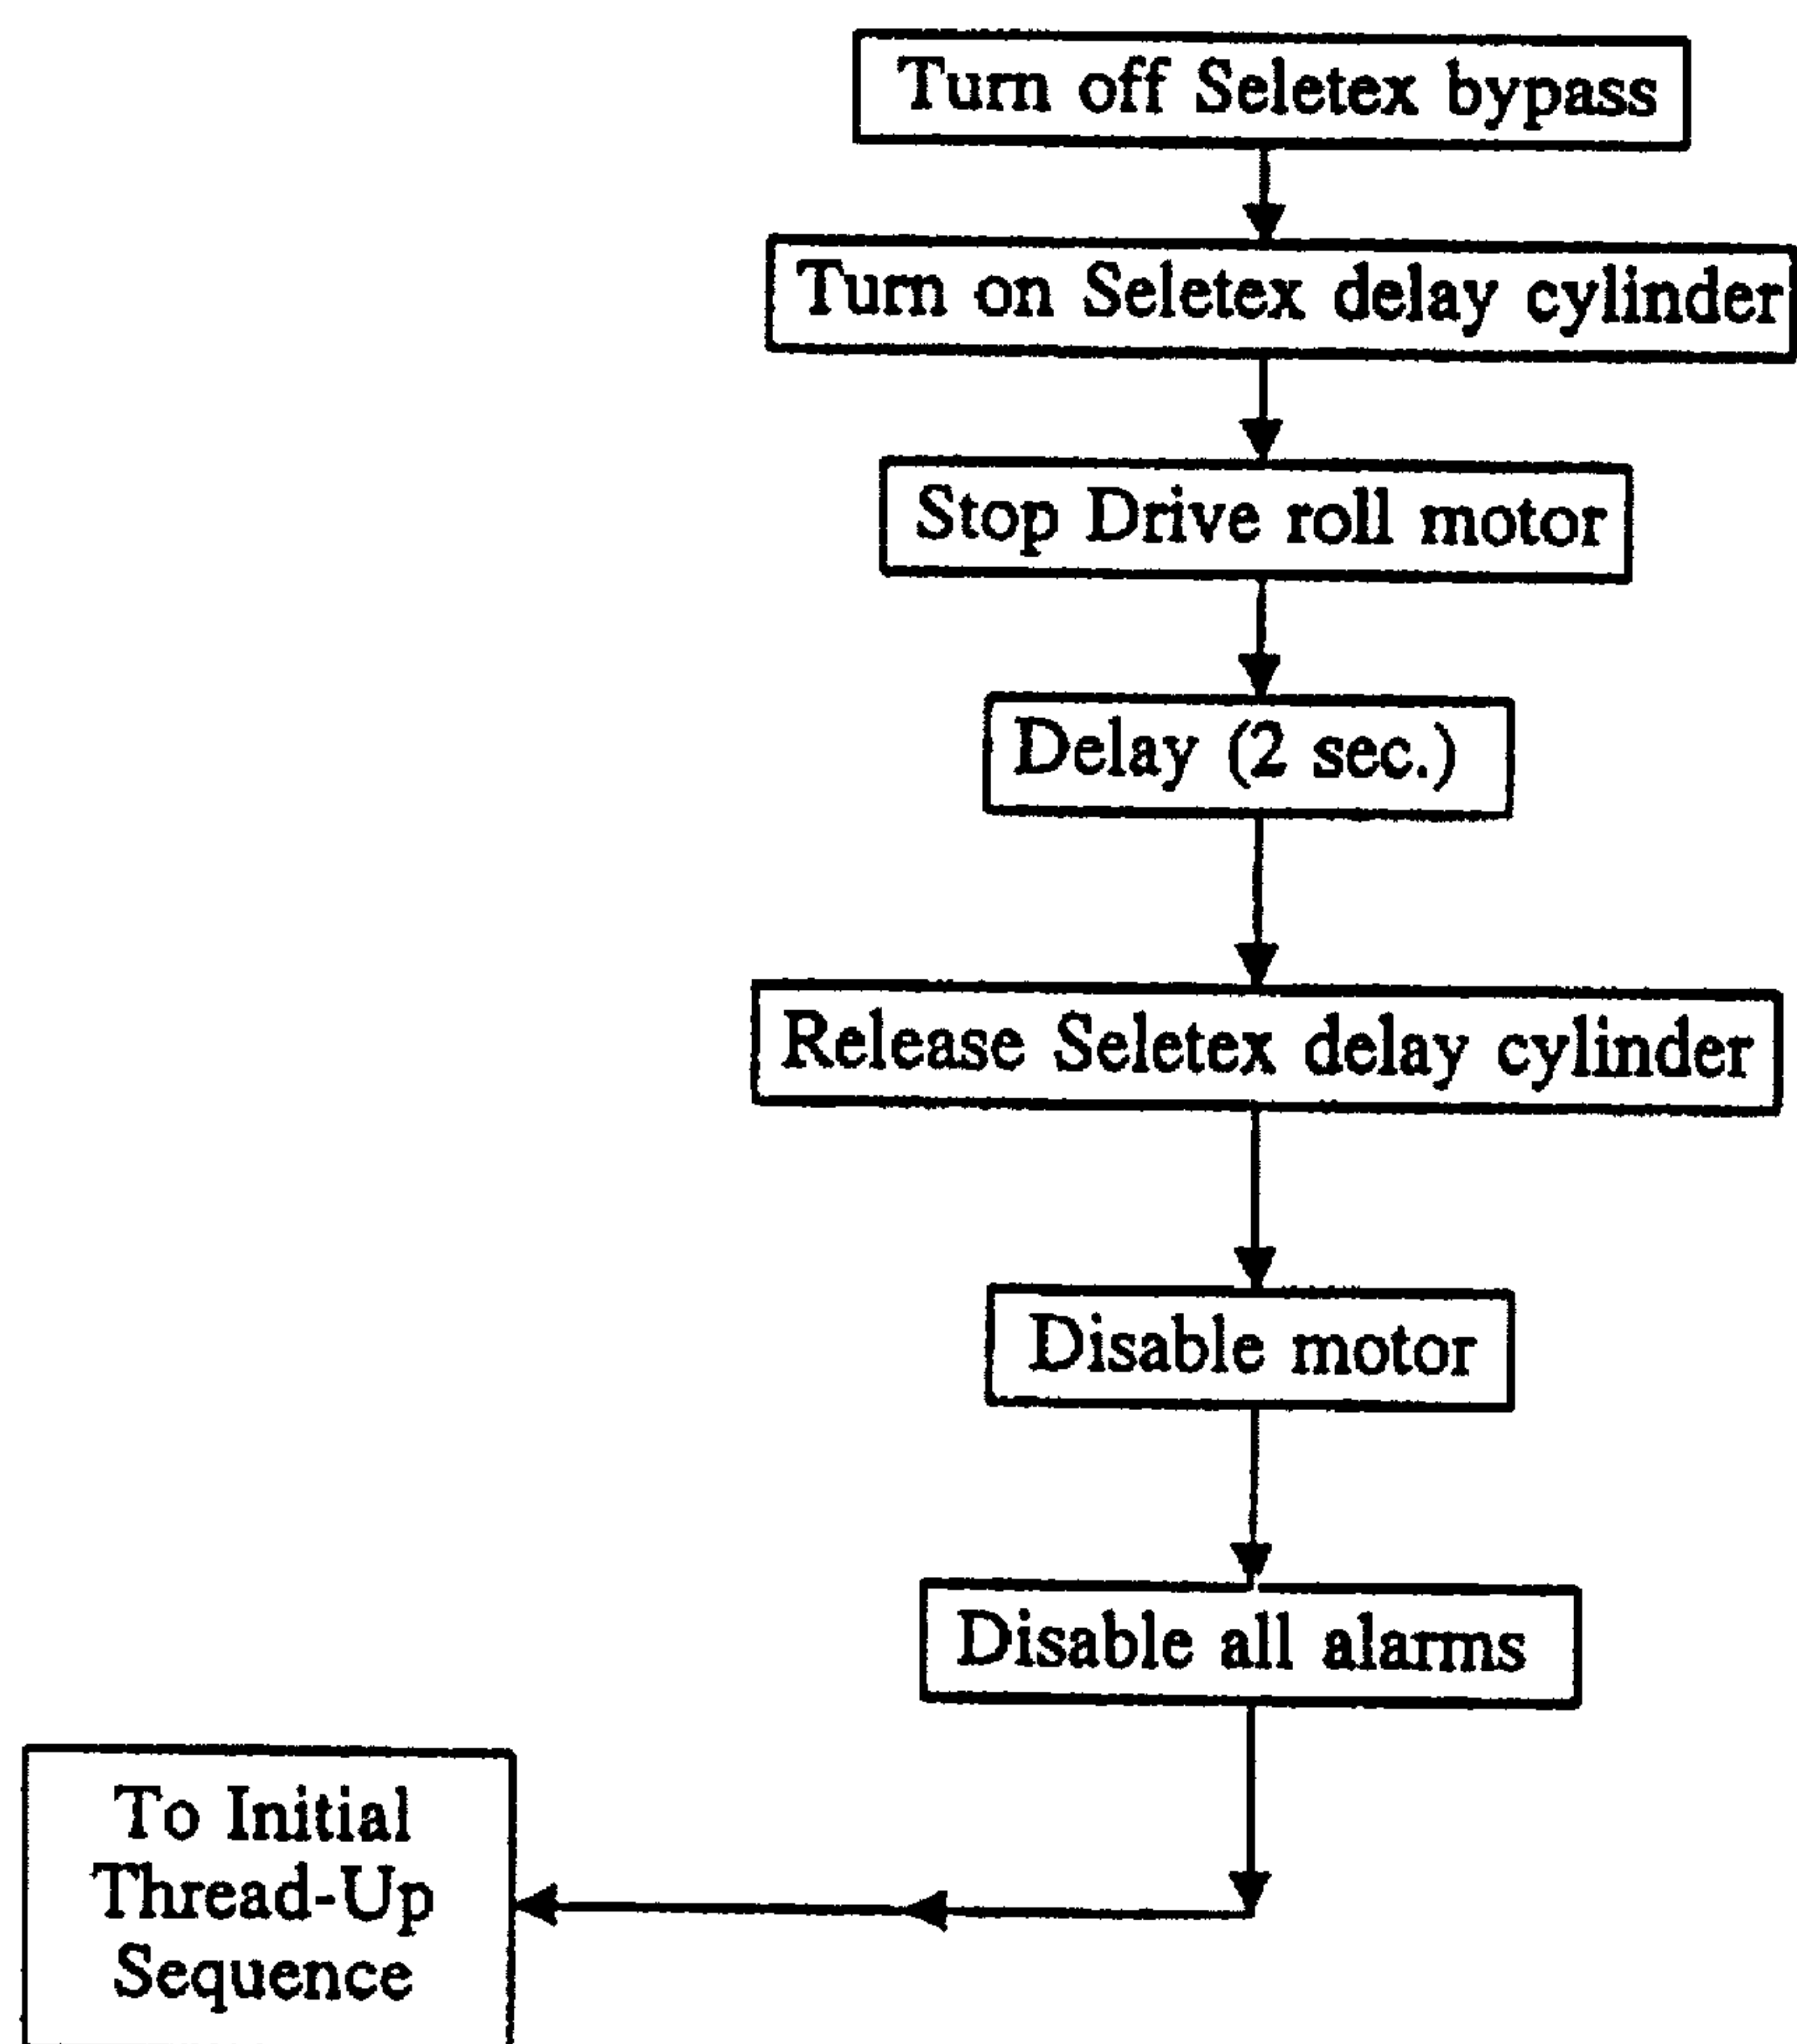 Turn off Seletex bypass
Turn on Seletex delay cylinder
Stop Drive roll motor
Delay (2 sec.)
Release Seletex delay cylinder
Disable motor
Disable all alarms
To Initial
Thread-Up
Sequence